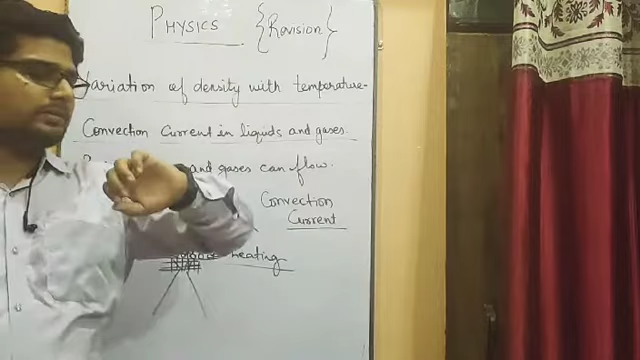 PHYSICS {Revision}
Variation of density with temperature-
Convection Current in liquids and gases.
and gases can flow.
Convection
Current
heating